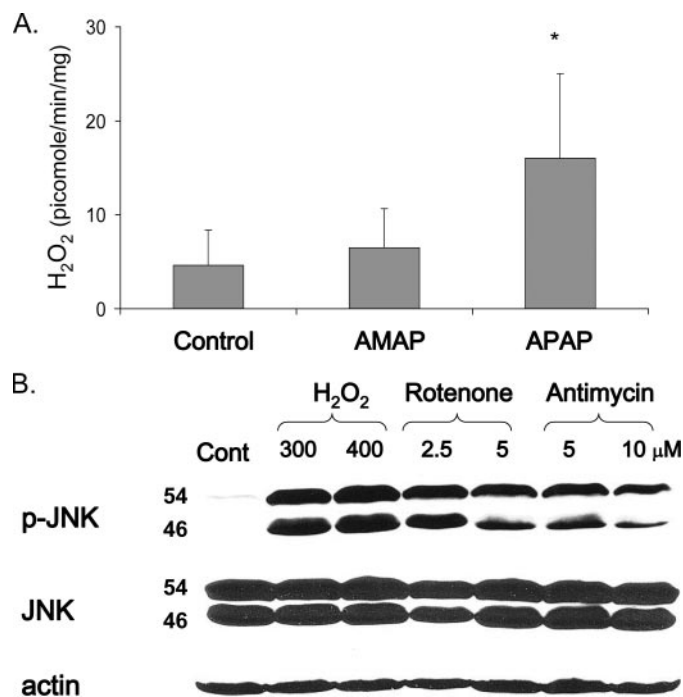 A.
30
20
10
0
H₂O₂ (picomole/min/mg)
*
Control AMAP APAP
B.
H₂O₂ Rotenone Antimycin
Cont 300 400 2.5 5 5 10 μM
p-JNK 54
46
JNK 54
46
actin